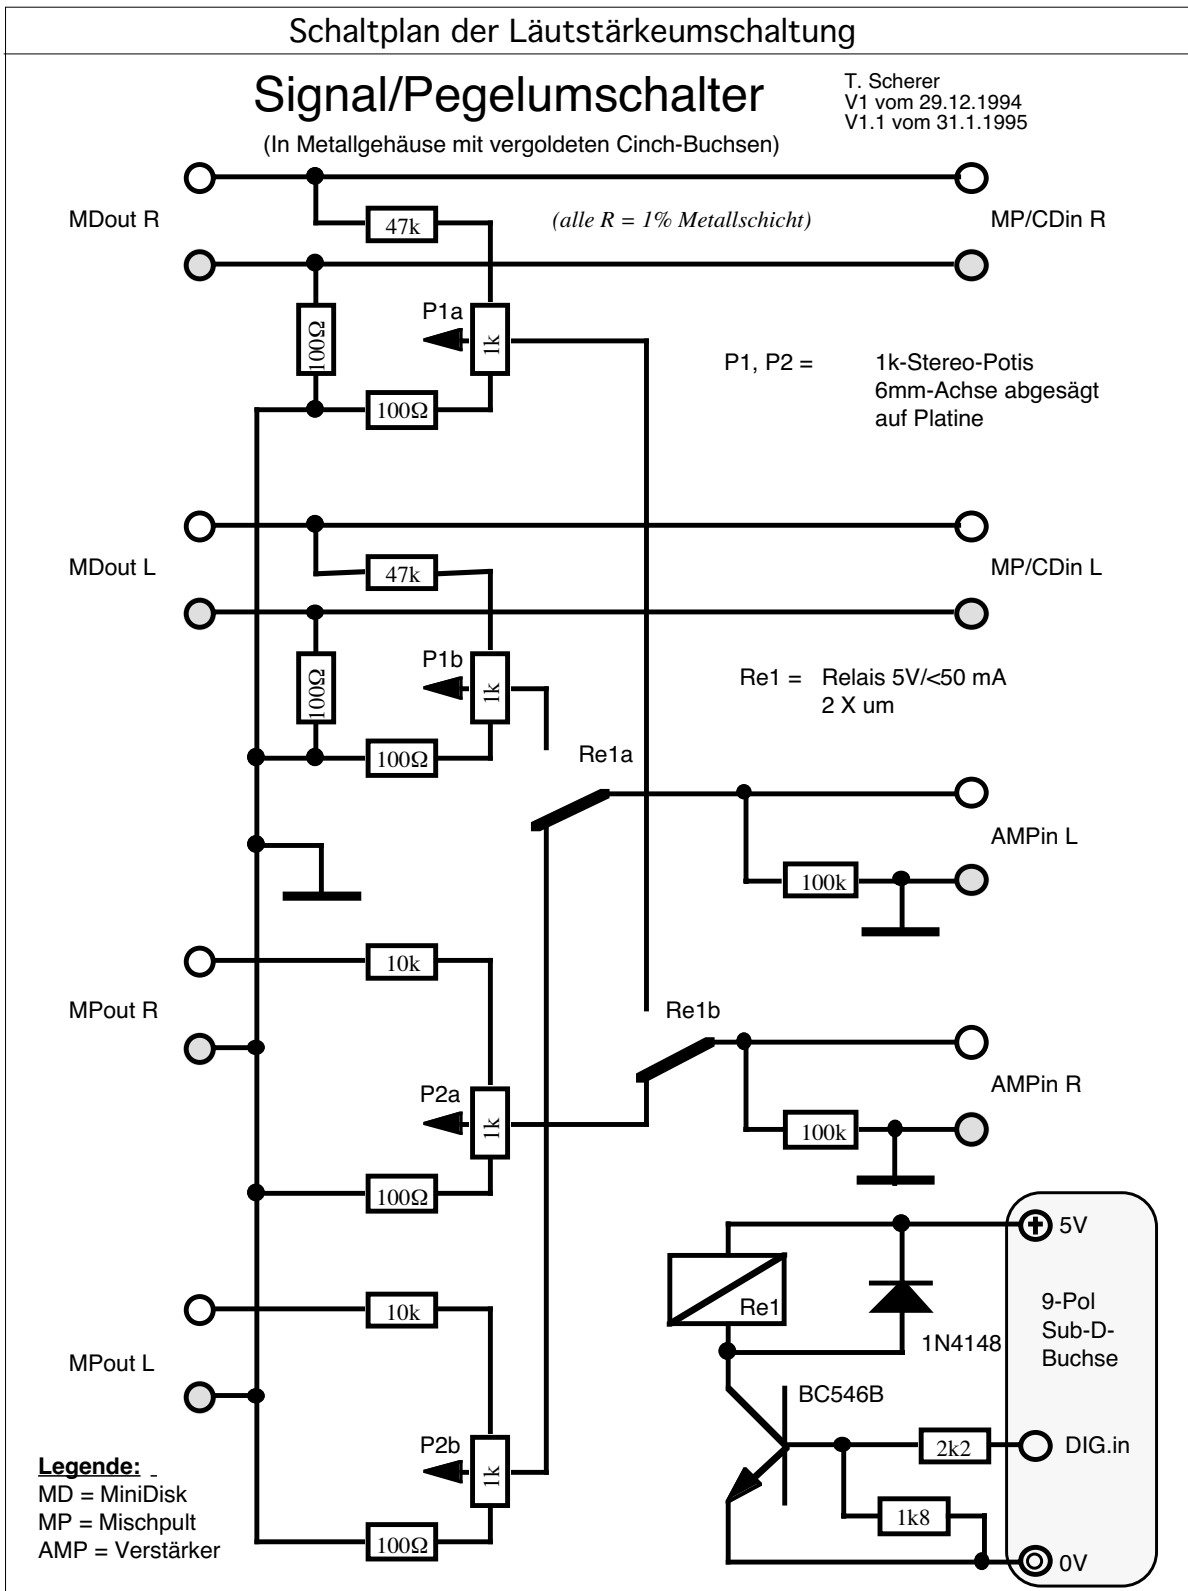 Schaltplan der Läutstärkeumschaltung
Signal/Pegelumschalter
T. Scherer
V1 vom 29.12.1994
V1.1 vom 31.1.1995
(In Metallgehäuse mit vergoldeten Cinch-Buchsen)
MDout R
47k
(alle R = 1% Metallschicht)
MP/CDin R
P1a
100Ω
1k
P1, P2 =
1k-Stereo-Potis
6mm-Achse abgesägt
auf Platine
100Ω
MDout L
47k
MP/CDin L
P1b
100Ω
1k
Re1 =
Relais 5V/<50 mA
2 X um
100Ω
Re1a
AMPin L
100k
10k
MPout R
Re1b
P2a
1k
AMPin R
100k
100Ω
5V
10k
Re1
9-Pol
Sub-D-
Buchse
1N4148
MPout L
BC546B
P2b
1k
2k2
DIG.in
Legende:
MD = MiniDisk
MP = Mischpult
AMP = Verstärker
1k8
100Ω
0V